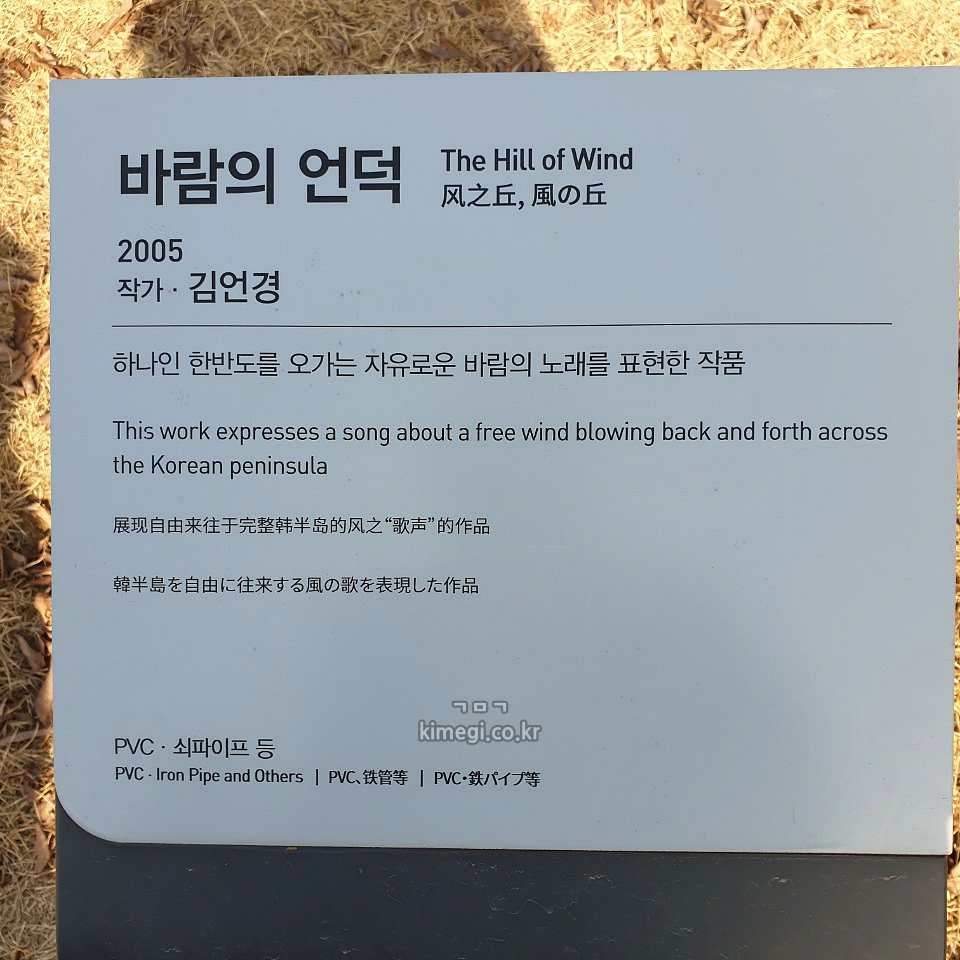 바람의 언덕
The Hill of Wind
风之丘, 風の丘
2005
작가 · 김언경
하나인 한반도를 오가는 자유로운 바람의 노래를 표현한 작품
This work expresses a song about a free wind blowing back and forth across
the Korean peninsula
展现自由来往于完整韩半岛的风之“歌声”的作品
韓半島を自由に往来する風の歌を表現した作品
ㄱㅁㄱ
kimegi.co.kr
PVC · 쇠파이프 등
PVC · Iron Pipe and Others | PVC、铁管等 | PVC・鉄パイプ等